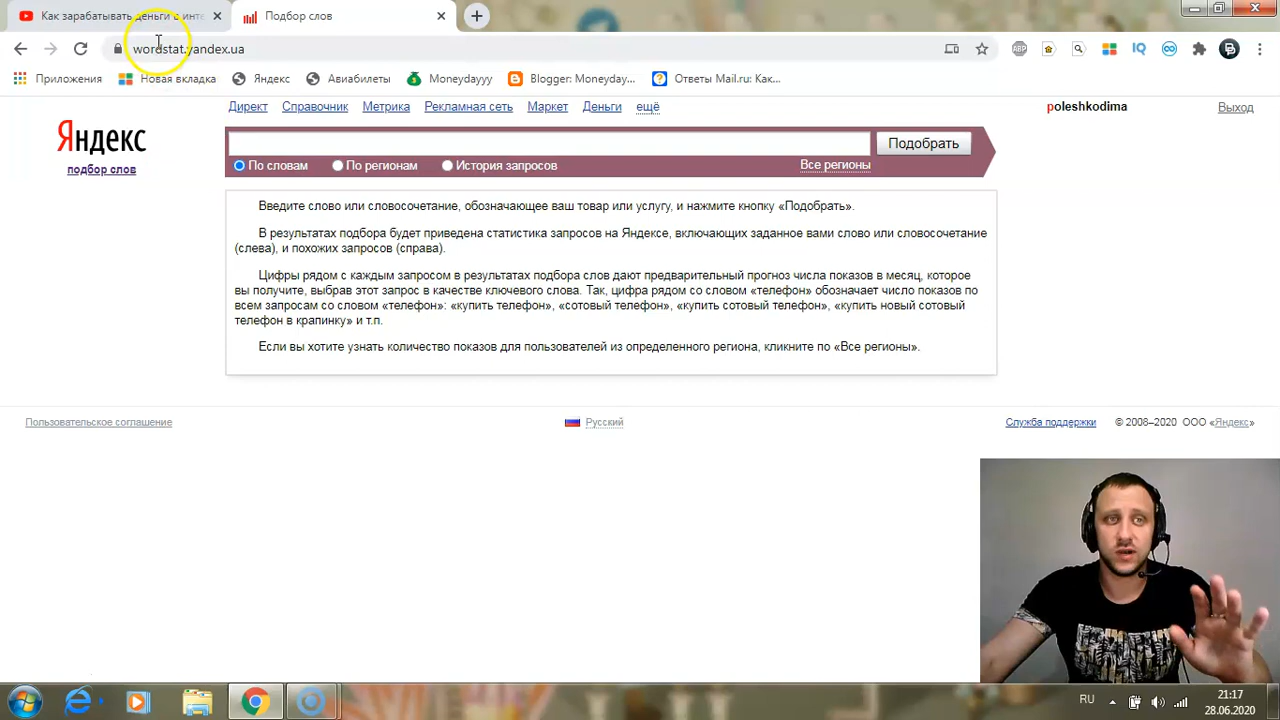 Как зарабатывать деньги в инте
Подбор слов
wordstat.yandex.ua
ABP
IQ
Приложения
Новая вкладка
Яндекс
Авиабилеты
Moneydayyy
Blogger: Moneyday...
Ответы Mail.ru: Как...
Директ Справочник Метрика Рекламная сеть Маркет Деньги ещё
poleshkodima
Выход
Яндекс
подбор слов
Подобрать
По словам
По регионам
История запросов
Все регионы
Введите слово или словосочетание, обозначающее ваш товар или услугу, и нажмите кнопку «Подобрать».
В результатах подбора будет приведена статистика запросов на Яндексе, включающих заданное вами слово или словосочетание
(слева), и похожих запросов (справа).
Цифры рядом с каждым запросом в результатах подбора слов дают предварительный прогноз числа показов в месяц, которое
вы получите, выбрав этот запрос в качестве ключевого слова. Так, цифра рядом со словом «телефон» обозначает число показов по
всем запросам со словом «телефон»: «купить телефон», «сотовый телефон», «купить сотовый телефон», «купить новый сотовый
телефон в крапинку» и т.п.
Если вы хотите узнать количество показов для пользователей из определенного региона, кликните по «Все регионы».
Пользовательское соглашение
Русский
Служба поддержки
© 2008–2020 ООО «Яндекс»
RU
21:17
28.06.2020